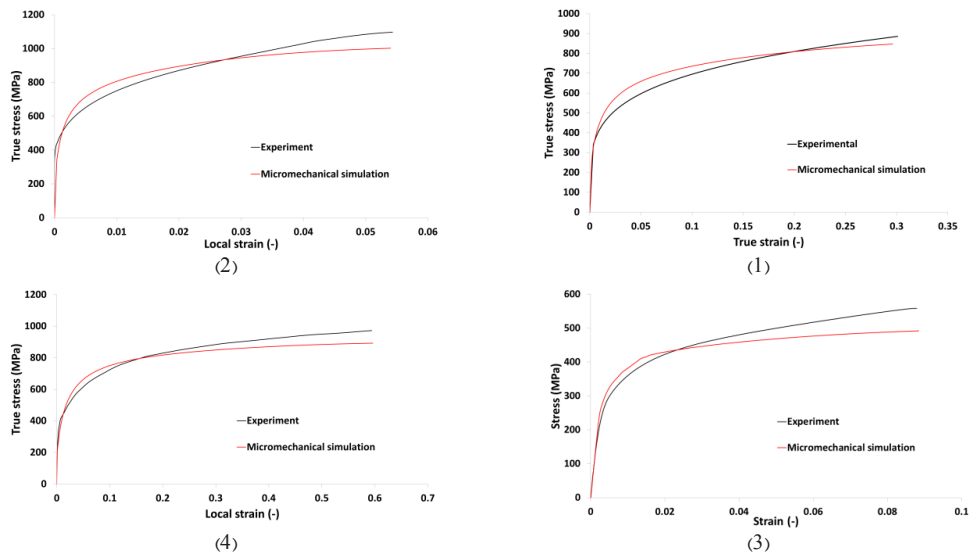 1200
1000
800
600
400
200
0
True stress (MPa)
Experiment
Micromechanical simulation
0 0.01 0.02 0.03 0.04 0.05 0.06
Local strain (-)
(2)
1000
900
800
700
600
500
400
300
200
100
0
True stress (MPa)
Experimental
Micromechanical simulation
0 0.05 0.1 0.15 0.2 0.25 0.3 0.35
True strain (-)
(1)
1200
1000
800
600
400
200
0
True stress (MPa)
Experiment
Micromechanical simulation
0 0.1 0.2 0.3 0.4 0.5 0.6 0.7
Local strain (-)
(4)
600
500
400
300
200
100
0
Stress (MPa)
Experiment
Micromechanical simulation
0 0.02 0.04 0.06 0.08 0.1
Strain (-)
(3)